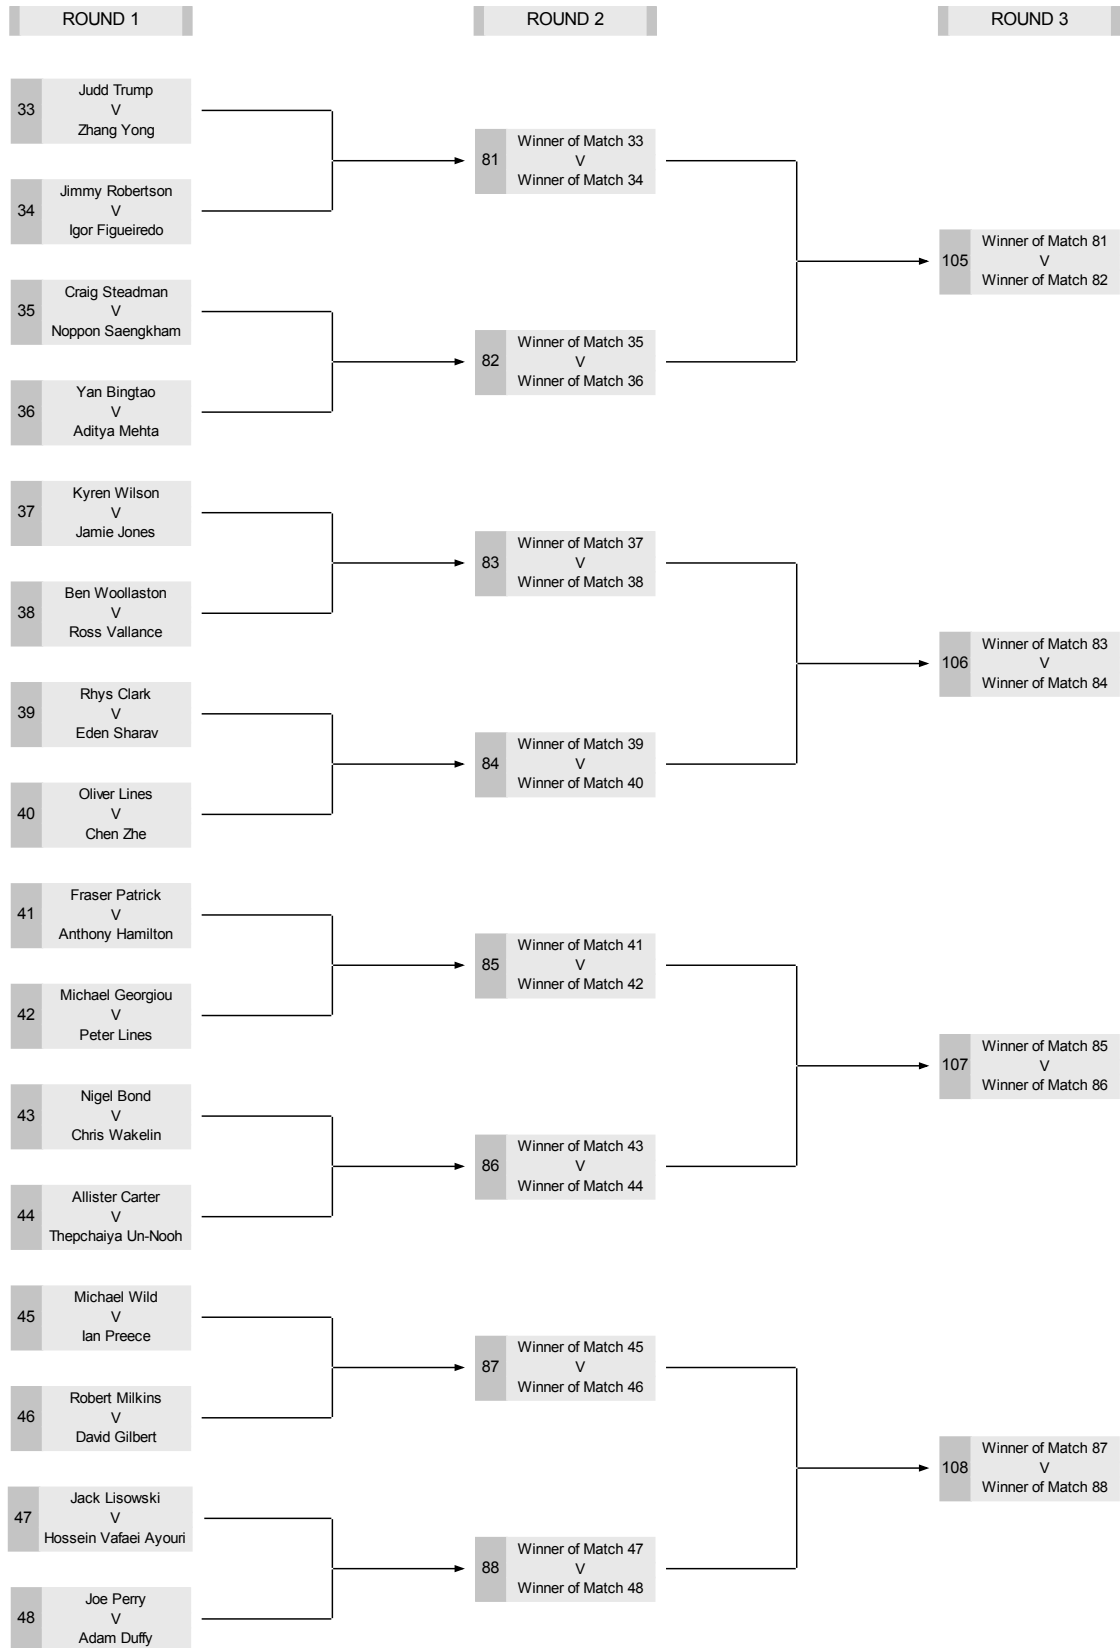 ROUND 1
ROUND 2
ROUND 3
33
Judd Trump
V
Zhang Yong
34
Jimmy Robertson
V
Igor Figueiredo
35
Craig Steadman
V
Noppon Saengkham
36
Yan Bingtao
V
Aditya Mehta
37
Kyren Wilson
V
Jamie Jones
38
Ben Woollaston
V
Ross Vallance
39
Rhys Clark
V
Eden Sharav
40
Oliver Lines
V
Chen Zhe
41
Fraser Patrick
V
Anthony Hamilton
42
Michael Georgiou
V
Peter Lines
43
Nigel Bond
V
Chris Wakelin
44
Allister Carter
V
Thepchaiya Un-Nooh
45
Michael Wild
V
Ian Preece
46
Robert Milkins
V
David Gilbert
47
Jack Lisowski
V
Hossein Vafaei Ayouri
48
Joe Perry
V
Adam Duffy
81
Winner of Match 33
V
Winner of Match 34
82
Winner of Match 35
V
Winner of Match 36
83
Winner of Match 37
V
Winner of Match 38
84
Winner of Match 39
V
Winner of Match 40
85
Winner of Match 41
V
Winner of Match 42
86
Winner of Match 43
V
Winner of Match 44
87
Winner of Match 45
V
Winner of Match 46
88
Winner of Match 47
V
Winner of Match 48
105
Winner of Match 81
V
Winner of Match 82
106
Winner of Match 83
V
Winner of Match 84
107
Winner of Match 85
V
Winner of Match 86
108
Winner of Match 87
V
Winner of Match 88